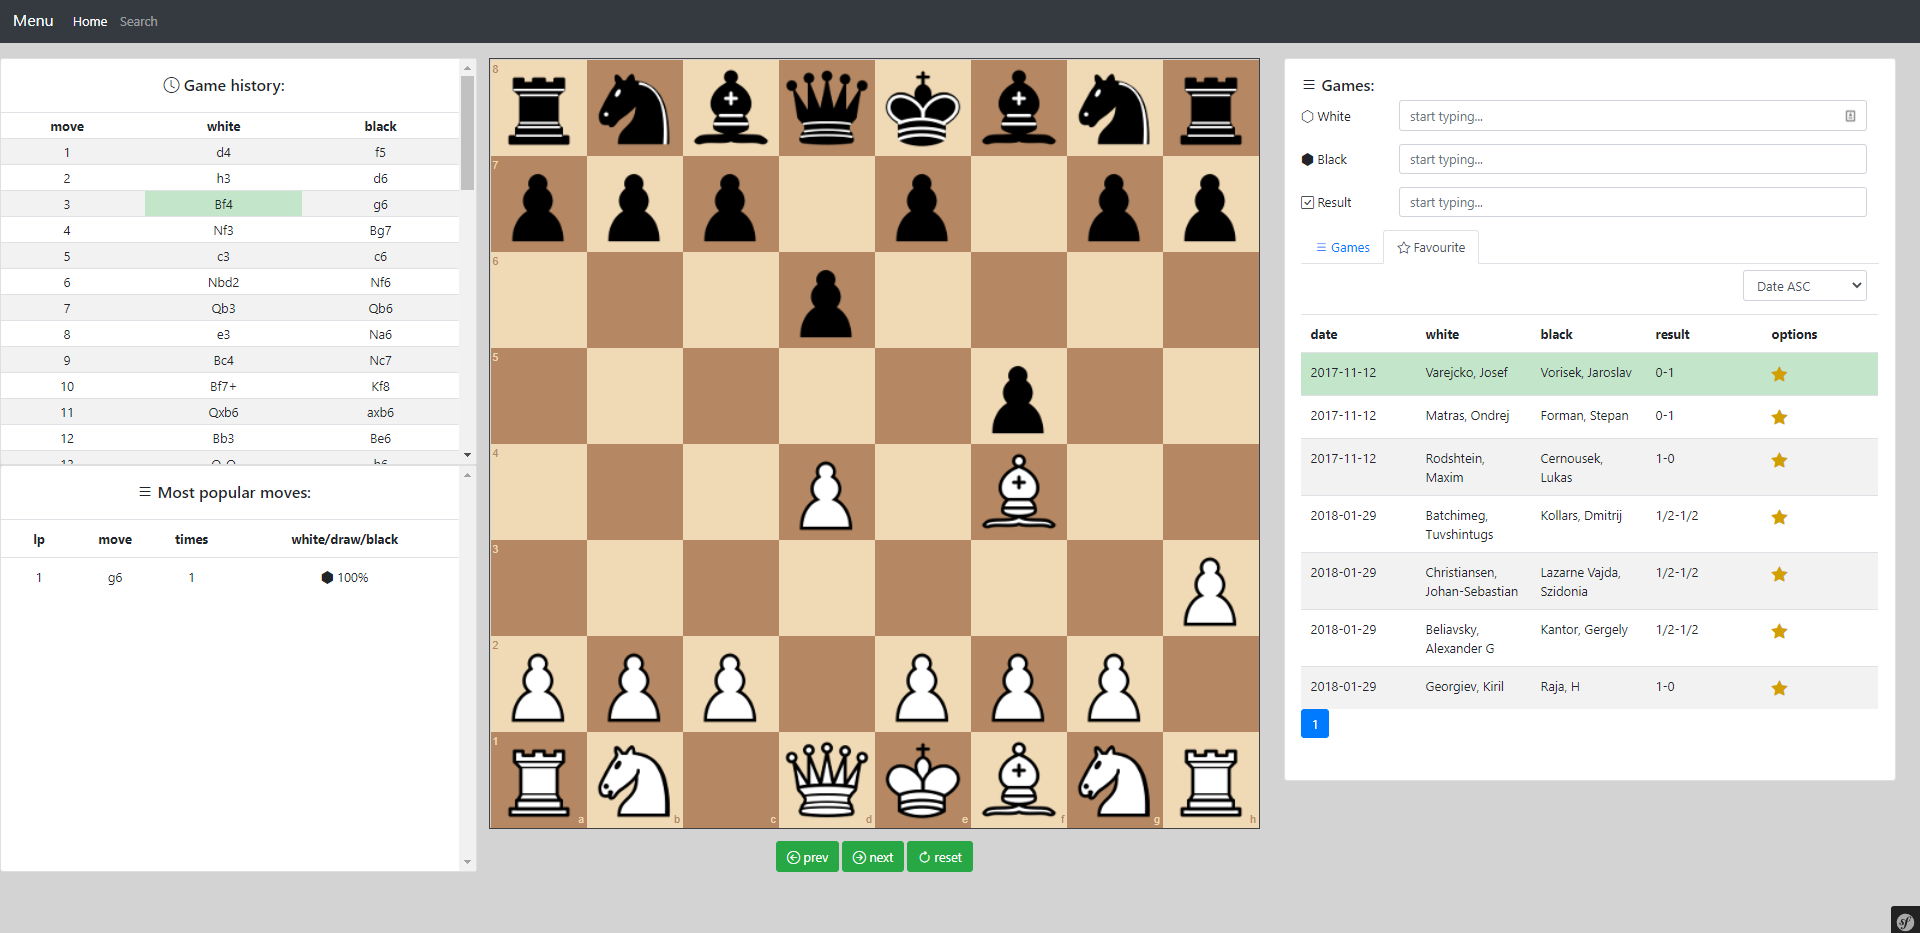 Menu Home Search
Game history:
move white black
1 d4 f5
2 h3 d6
3 Bf4 g6
4 Nf3 Bg7
5 c3 c6
6 Nbd2 Nf6
7 Qb3 Qb6
8 e3 Na6
9 Bc4 Nc7
10 Bf7+ Kf8
11 Qxb6 axb6
12 Bb3 Be6
Most popular moves:
lp move times white/draw/black
1 g6 1 100%
8
7
6
5
4
3
2
1
a b c d e f g h
prev next reset
Games:
White start typing...
Black start typing...
Result start typing...
Games Favourite
Date ASC
date white black result options
2017-11-12 Varejcko, Josef Vorisek, Jaroslav 0-1
2017-11-12 Matras, Ondrej Forman, Stepan 0-1
2017-11-12 Rodshtein, Cernousek, 1-0
Maxim Lukas
2018-01-29 Batchimeg, Kollars, Dmitrij 1/2-1/2
Tuvshintugs
2018-01-29 Christiansen, Lazarne Vajda, 1/2-1/2
Johan-Sebastian Szidonia
2018-01-29 Beliavsky, Kantor, Gergely 1/2-1/2
Alexander G
2018-01-29 Georgiev, Kiril Raja, H 1-0
1
sf